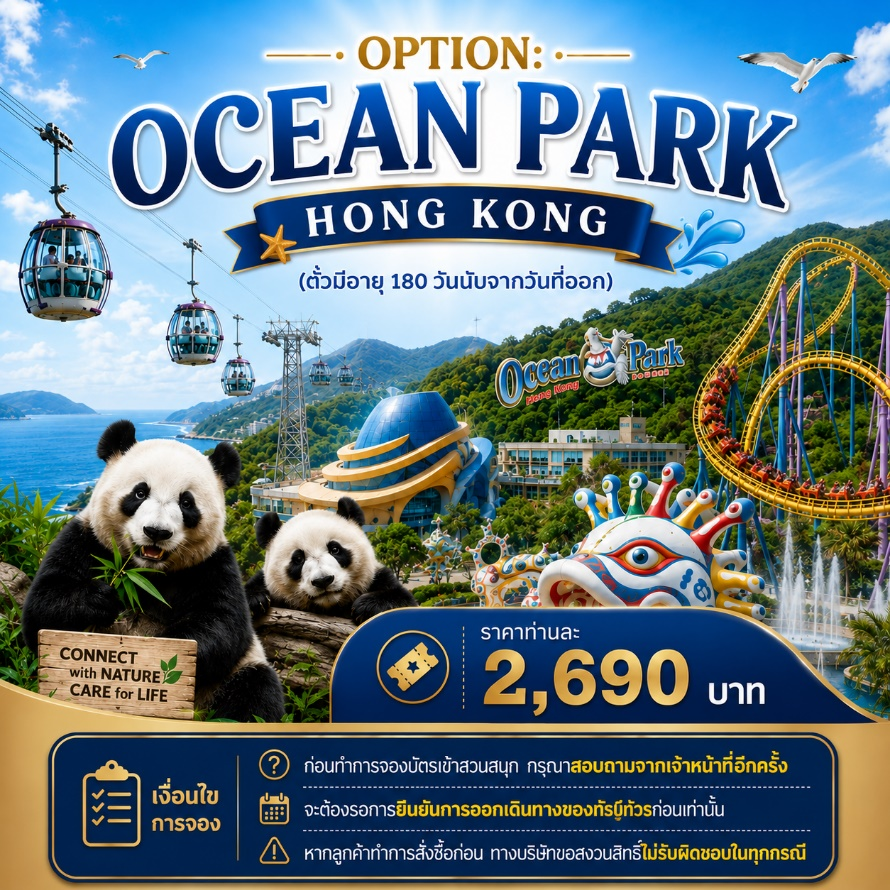 OPTION:
OCEAN PARK
HONG KONG
(ตั๋วมีอายุ 180 วันนับจากวันที่ออก)
Ocean Park
Hong Kong
CONNECT
with NATURE
CARE for LIFE
ราคาท่านละ
2,690 บาท
เงื่อนไข
การจอง
ก่อนทำการจองบัตรเข้าสวนสนุก กรุณาสอบถามจากเจ้าหน้าที่อีกครั้ง
จะต้องรอการยืนยันการออกเดินทางของก่อนเท่านั้น
หากลูกค้าทำการสั่งซื้อก่อน ทางบริษัทขอสงวนสิทธิ์ไม่รับผิดชอบในทุกกรณี